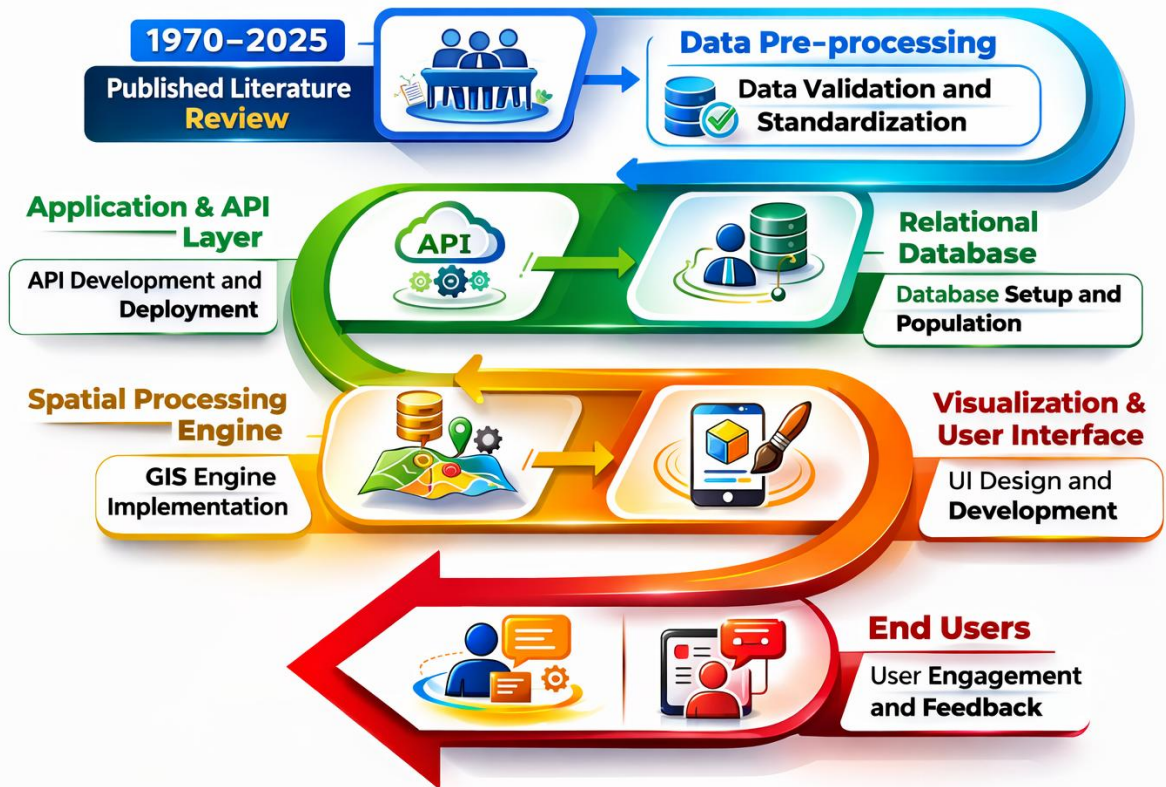 1970–2025
Published Literature
Review
Data Pre-processing
Data Validation and
Standardization
Application & API
Layer
API Development and
Deployment
API
Relational
Database
Database Setup and
Population
Spatial Processing
Engine
GIS Engine
Implementation
Visualization &
User Interface
UI Design and
Development
End Users
User Engagement
and Feedback